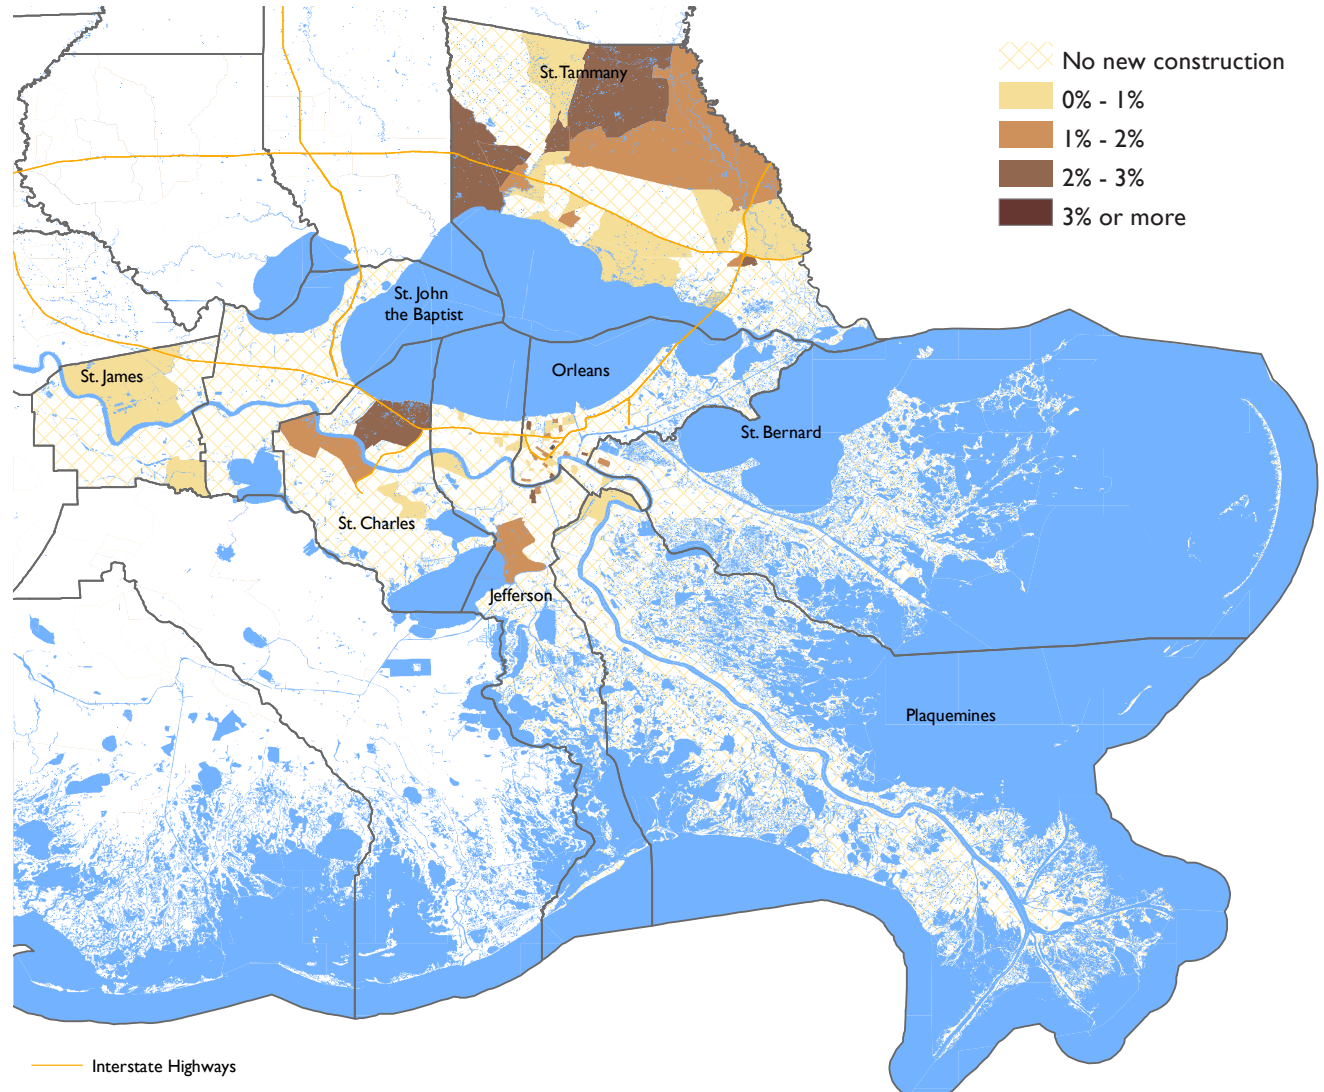 No new construction
0% - 1%
1% - 2%
2% - 3%
3% or more
St. Tammany
St. John
the Baptist
Orleans
St. James
St. Bernard
St. Charles
Jefferson
Plaquemines
Interstate Highways